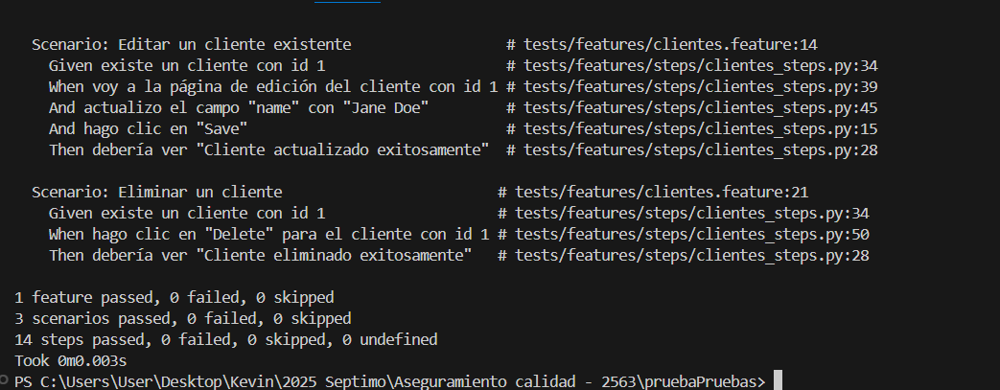 Scenario: Editar un cliente existente # tests/features/clientes.feature:14
Given existe un cliente con id 1 # tests/features/steps/clientes_steps.py:34
When voy a la página de edición del cliente con id 1 # tests/features/steps/clientes_steps.py:39
And actualizo el campo "name" con "Jane Doe" # tests/features/steps/clientes_steps.py:45
And hago clic en "Save" # tests/features/steps/clientes_steps.py:15
Then debería ver "Cliente actualizado exitosamente" # tests/features/steps/clientes_steps.py:28
Scenario: Eliminar un cliente # tests/features/clientes.feature:21
Given existe un cliente con id 1 # tests/features/steps/clientes_steps.py:34
When hago clic en "Delete" para el cliente con id 1 # tests/features/steps/clientes_steps.py:50
Then debería ver "Cliente eliminado exitosamente" # tests/features/steps/clientes_steps.py:28
1 feature passed, 0 failed, 0 skipped
3 scenarios passed, 0 failed, 0 skipped
14 steps passed, 0 failed, 0 skipped, 0 undefined
Took 0m0.003s
PS C:\Users\User\Desktop\Kevin\2025 Septimo\Aseguramiento calidad - 2563\pruebaPruebas>